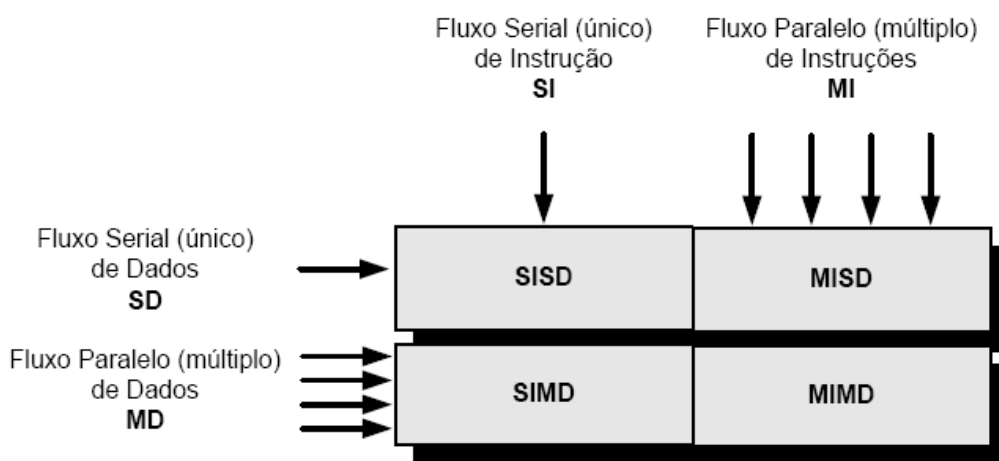 Fluxo Serial (único)
de Instrução
SI
Fluxo Paralelo (múltiplo)
de Instruções
MI
Fluxo Serial (único)
de Dados
SD
SISD
MISD
Fluxo Paralelo (múltiplo)
de Dados
MD
SIMD
MIMD